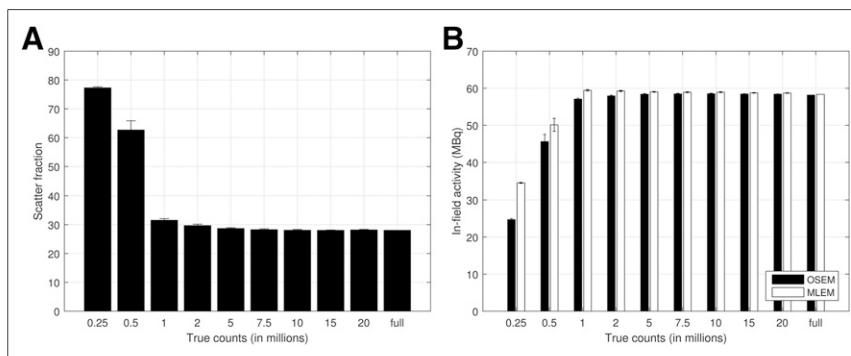 A
90
80
70
60
50
40
30
20
10
0
Scatter fraction
0.25 0.5 1 2 5 7.5 10 15 20 full
True counts (in millions)
B
70
60
50
40
30
20
10
0
In-field activity (MBq)
OSEM
MLEM
0.25 0.5 1 2 5 7.5 10 15 20 full
True counts (in millions)